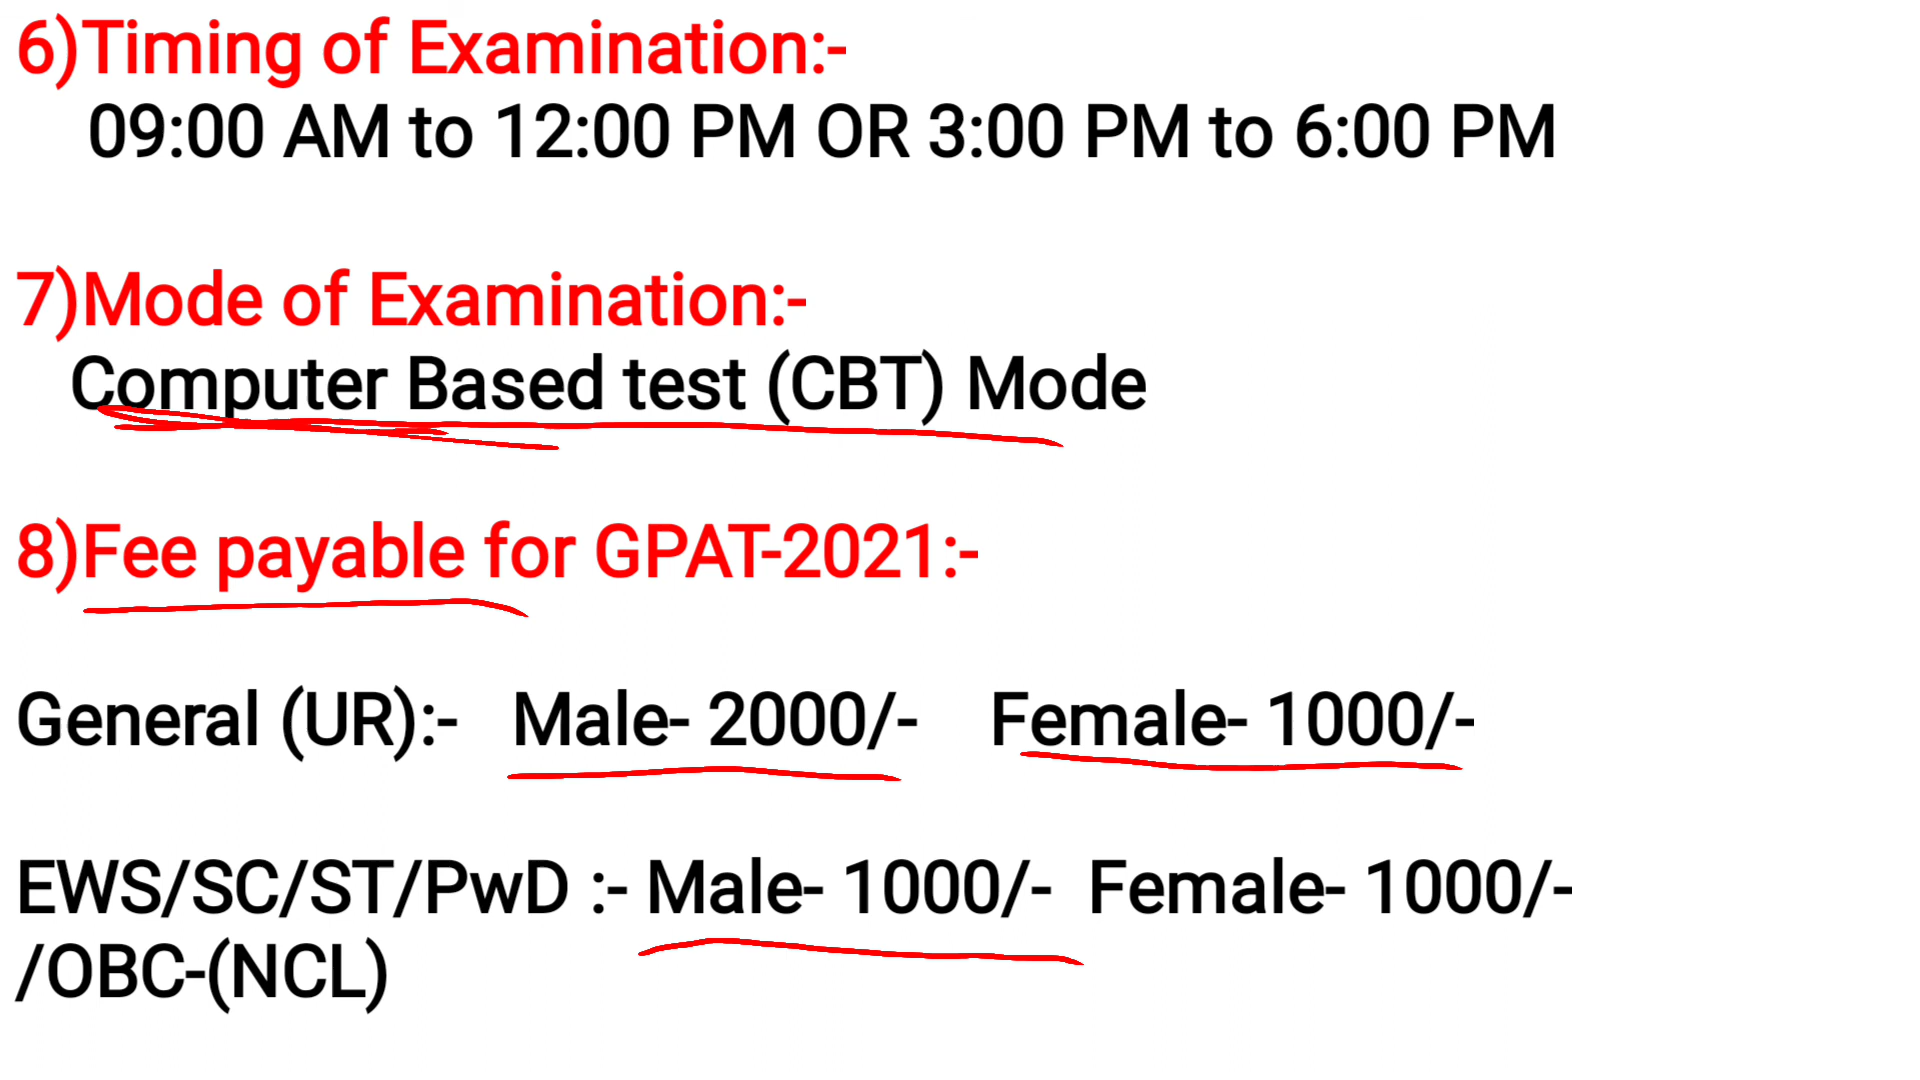 6)Timing of Examination:-
09:00 AM to 12:00 PM OR 3:00 PM to 6:00 PM
7)Mode of Examination:-
Computer Based test (CBT) Mode
8)Fee payable for GPAT-2021:-
General (UR):- Male- 2000/- Female- 1000/-
EWS/SC/ST/PwD :- Male- 1000/- Female- 1000/-
/OBC-(NCL)